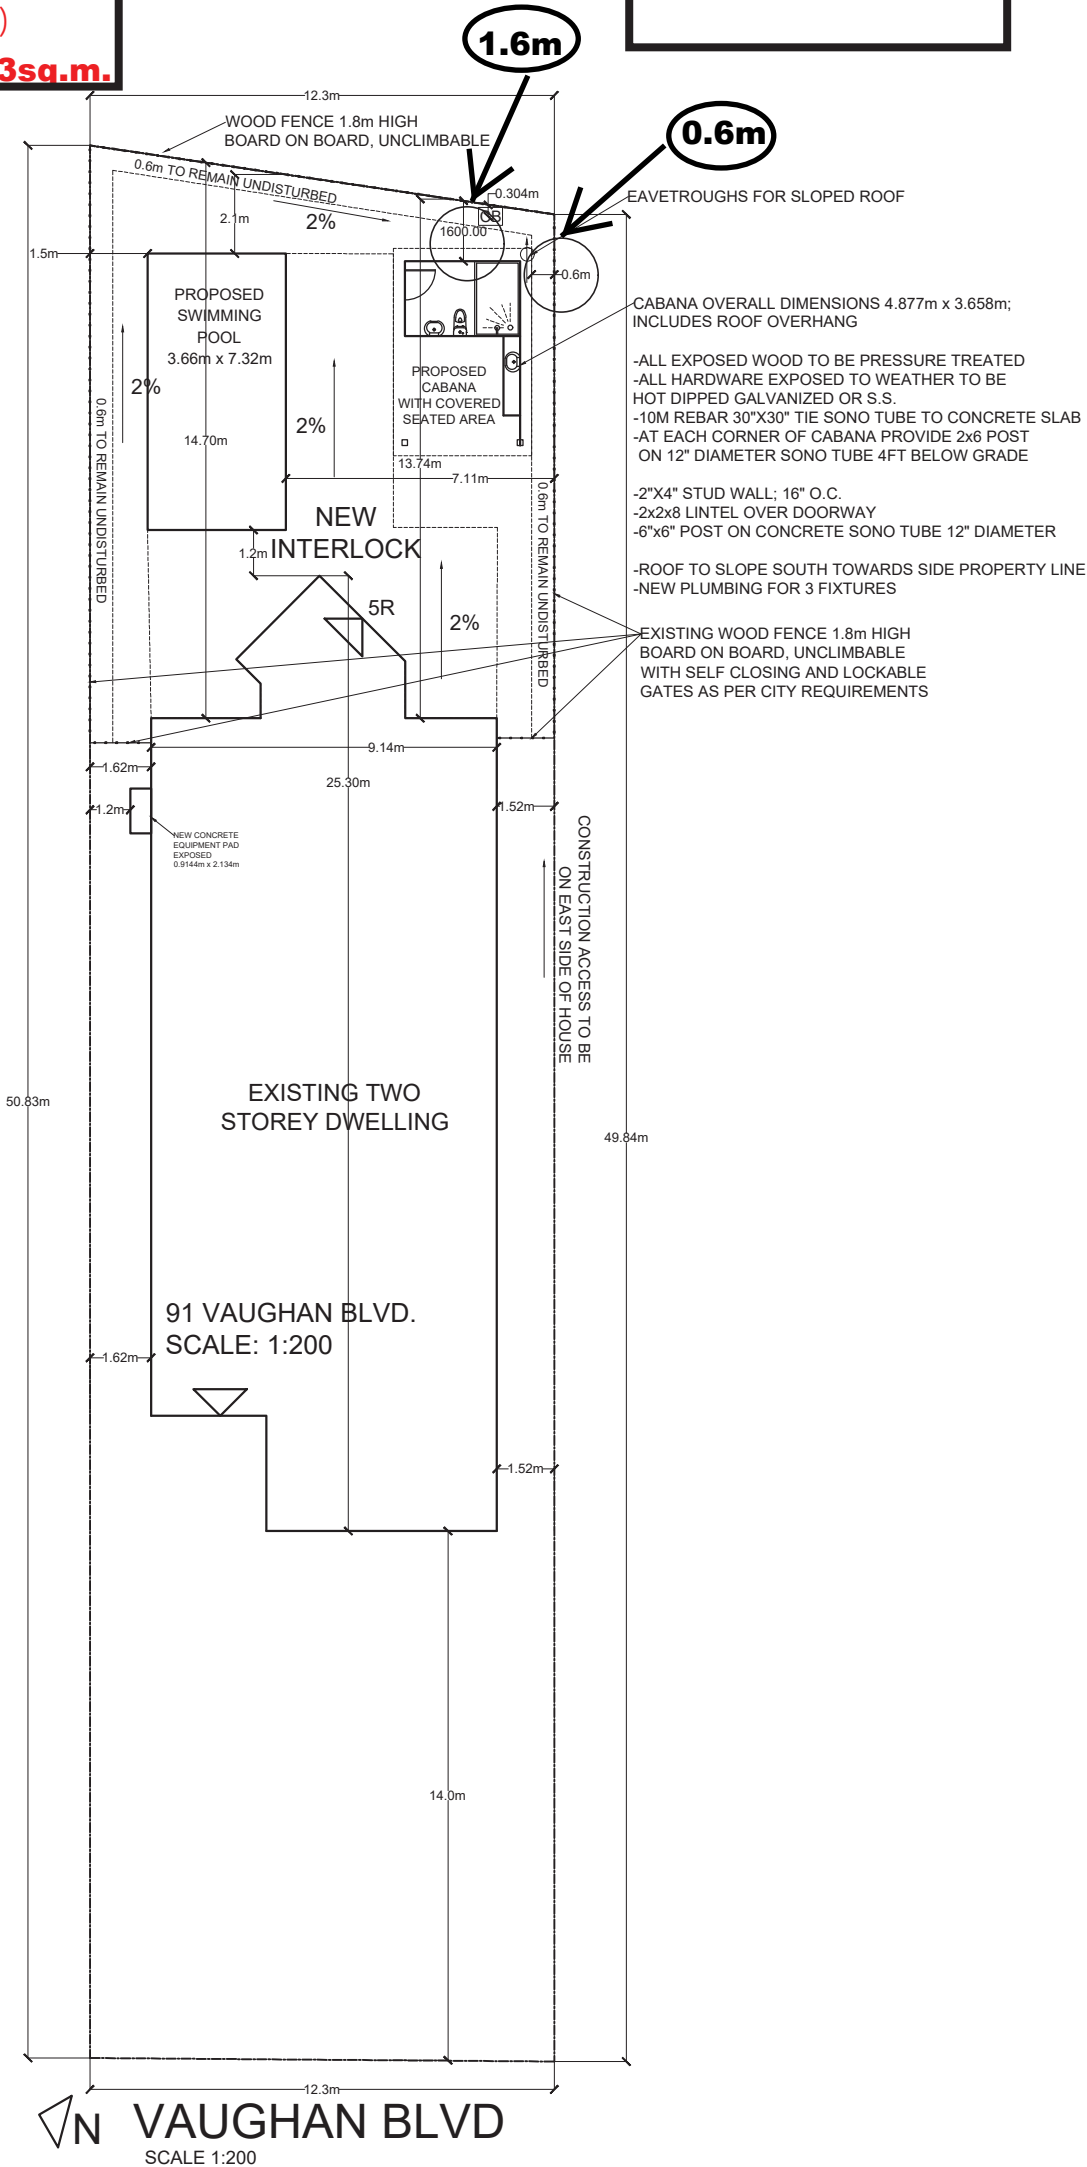 )
3sq.m.
1.6m
0.6m
12.3m
WOOD FENCE 1.8m HIGH
BOARD ON BOARD, UNCLIMBABLE
0.6m TO REMAIN UNDISTURBED
0.304m
EAVETROUGHS FOR SLOPED ROOF
2.1m
2%
CB
1600.00
1.5m
0.6m
PROPOSED
SWIMMING
POOL
3.66m x 7.32m
CABANA OVERALL DIMENSIONS 4.877m x 3.658m;
INCLUDES ROOF OVERHANG
-ALL EXPOSED WOOD TO BE PRESSURE TREATED
-ALL HARDWARE EXPOSED TO WEATHER TO BE
HOT DIPPED GALVANIZED OR S.S.
-10M REBAR 30"X30" TIE SONO TUBE TO CONCRETE SLAB
-AT EACH CORNER OF CABANA PROVIDE 2x6 POST
ON 12" DIAMETER SONO TUBE 4FT BELOW GRADE
-2"X4" STUD WALL; 16" O.C.
-2x2x8 LINTEL OVER DOORWAY
-6"x6" POST ON CONCRETE SONO TUBE 12" DIAMETER
-ROOF TO SLOPE SOUTH TOWARDS SIDE PROPERTY LINE
-NEW PLUMBING FOR 3 FIXTURES
PROPOSED
CABANA
WITH COVERED
SEATED AREA
2%
2%
0.6m TO REMAIN UNDISTURBED
14.70m
13.74m
7.11m
0.6m TO REMAIN UNDISTURBED
NEW
INTERLOCK
1.2m
5R
2%
EXISTING WOOD FENCE 1.8m HIGH
BOARD ON BOARD, UNCLIMBABLE
WITH SELF CLOSING AND LOCKABLE
GATES AS PER CITY REQUIREMENTS
9.14m
1.62m
25.30m
1.2m
1.52m
NEW CONCRETE
EQUIPMENT PAD
EXPOSED
0.9144m x 2.134m
CONSTRUCTION ACCESS TO BE
ON EAST SIDE OF HOUSE
EXISTING TWO
STOREY DWELLING
50.83m
49.84m
91 VAUGHAN BLVD.
SCALE: 1:200
1.62m
1.52m
14.0m
12.3m
N
VAUGHAN BLVD
SCALE 1:200